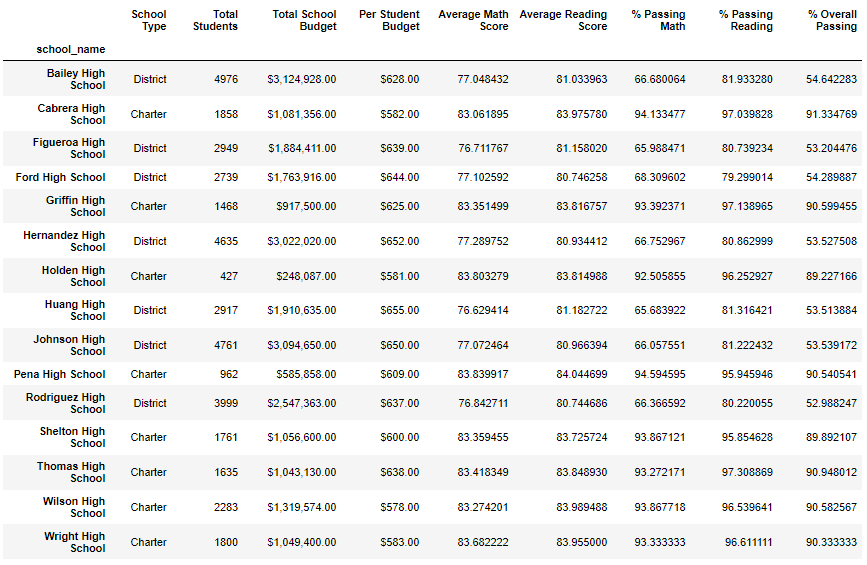 school_name School Type Total Students Total School Budget Per Student Budget Average Math Score Average Reading Score % Passing Math % Passing Reading % Overall Passing
Bailey High School District 4976 $3,124,928.00 $628.00 77.048432 81.033963 66.680064 81.933280 54.642283
Cabrera High School Charter 1858 $1,081,356.00 $582.00 83.061895 83.975780 94.133477 97.039828 91.334769
Figueroa High School District 2949 $1,884,411.00 $639.00 76.711767 81.158020 65.988471 80.739234 53.204476
Ford High School District 2739 $1,763,916.00 $644.00 77.102592 80.746258 68.309602 79.299014 54.289887
Griffin High School Charter 1468 $917,500.00 $625.00 83.351499 83.816757 93.392371 97.138965 90.599455
Hernandez High School District 4635 $3,022,020.00 $652.00 77.289752 80.934412 66.752967 80.862999 53.527508
Holden High School Charter 427 $248,087.00 $581.00 83.803279 83.814988 92.505855 96.252927 89.227166
Huang High School District 2917 $1,910,635.00 $655.00 76.629414 81.182722 65.683922 81.316421 53.513884
Johnson High School District 4761 $3,094,650.00 $650.00 77.072464 80.966394 66.057551 81.222432 53.539172
Pena High School Charter 962 $585,858.00 $609.00 83.839917 84.044699 94.594595 95.945946 90.540541
Rodriguez High School District 3999 $2,547,363.00 $637.00 76.842711 80.744686 66.366592 80.220055 52.988247
Shelton High School Charter 1761 $1,056,600.00 $600.00 83.359455 83.725724 93.867121 95.854628 89.892107
Thomas High School Charter 1635 $1,043,130.00 $638.00 83.418349 83.848930 93.272171 97.308869 90.948012
Wilson High School Charter 2283 $1,319,574.00 $578.00 83.274201 83.989488 93.867718 96.539641 90.582567
Wright High School Charter 1800 $1,049,400.00 $583.00 83.682222 83.955000 93.333333 96.611111 90.333333